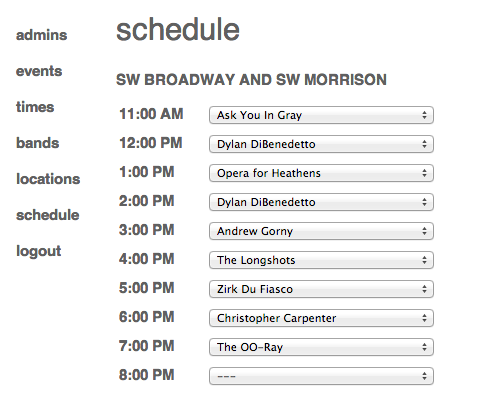 admins
events
times
bands
locations
schedule
logout
schedule
SW BROADWAY AND SW MORRISON
11:00 AM Ask You In Gray
12:00 PM Dylan DiBenedetto
1:00 PM Opera for Heathens
2:00 PM Dylan DiBenedetto
3:00 PM Andrew Gorny
4:00 PM The Longshots
5:00 PM Zirk Du Fiasco
6:00 PM Christopher Carpenter
7:00 PM The OO-Ray
8:00 PM ---